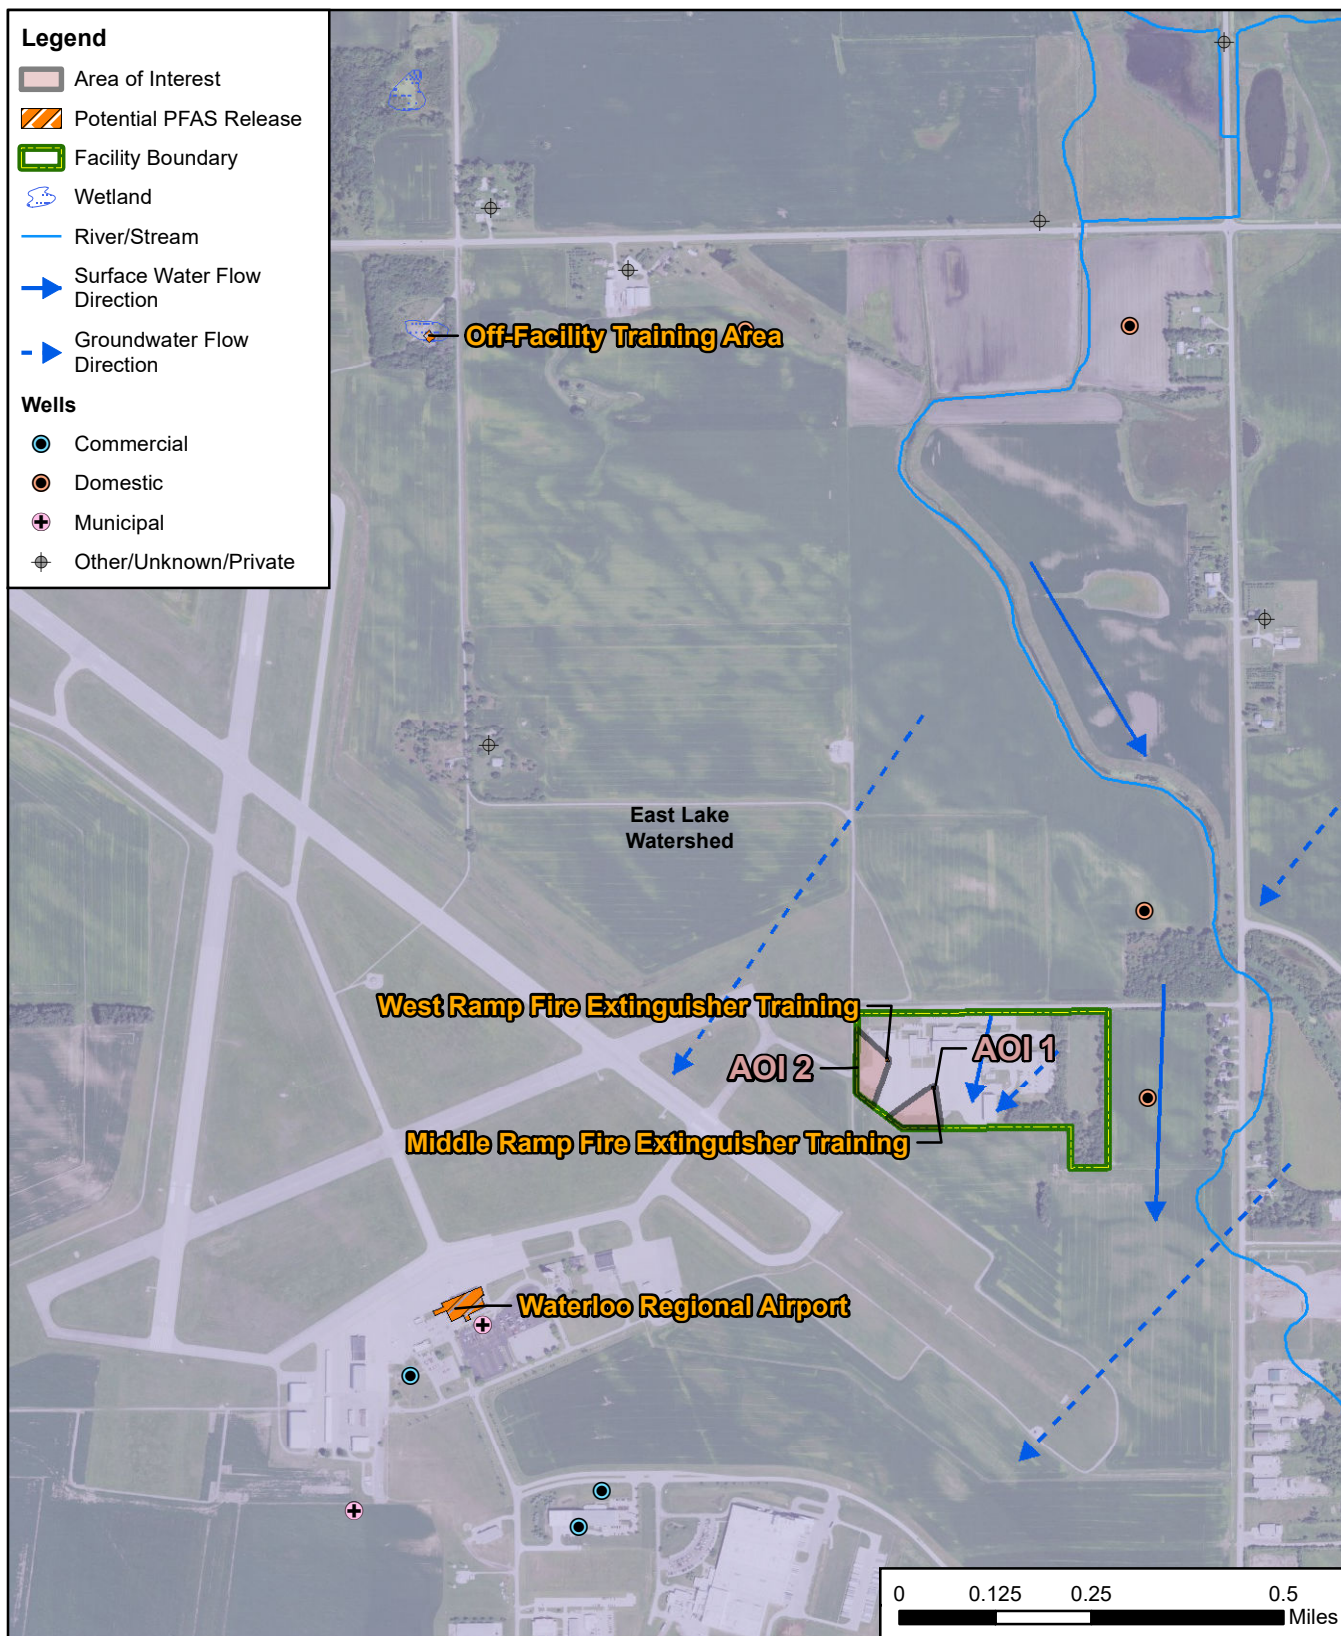 Legend
Area of Interest
Potential PFAS Release
Facility Boundary
Wetland
River/Stream
Surface Water Flow
Direction
Groundwater Flow
Direction
Wells
Commercial
Domestic
Municipal
Other/Unknown/Private
Off-Facility Training Area
East Lake
Watershed
West Ramp Fire Extinguisher Training
AOI 1
AOI 2
Middle Ramp Fire Extinguisher Training
Waterloo Regional Airport
0 0.125 0.25 0.5
Miles